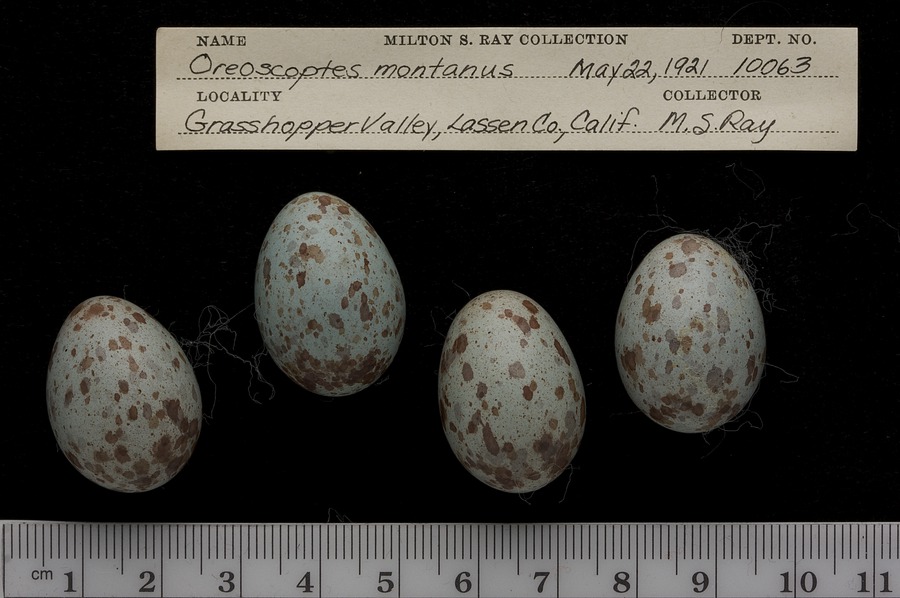 NAME MILTON S. RAY COLLECTION DEPT. NO.
Oreoscoptes montanus May 22, 1921 10063
LOCALITY COLLECTOR
Grasshopper Valley, Lassen Co., Calif. M. S. Ray
cm 1 2 3 4 5 6 7 8 9 10 11